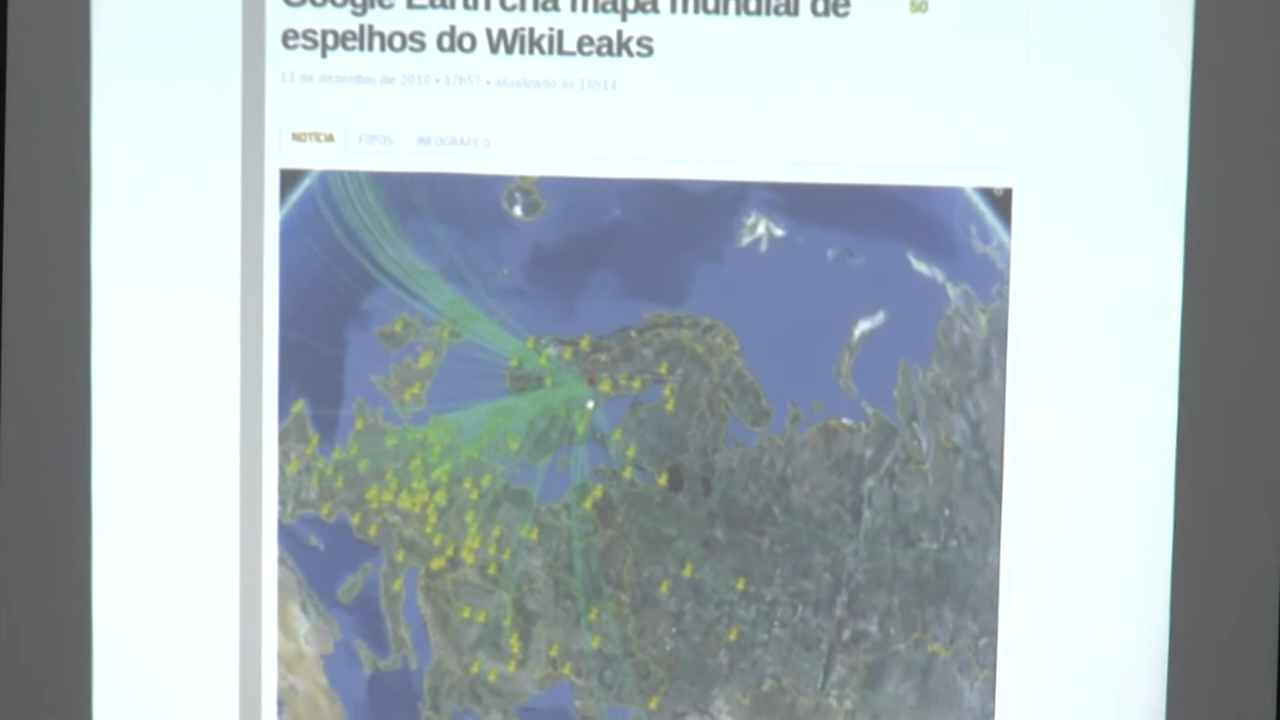 Google Earth cria mapa mundial de
50
espelhos do WikiLeaks
13 de dezembro de 2010 • 17h57 • atualizado às 18h14
NOTÍCIA
FOTOS
INFOGRÁFICO